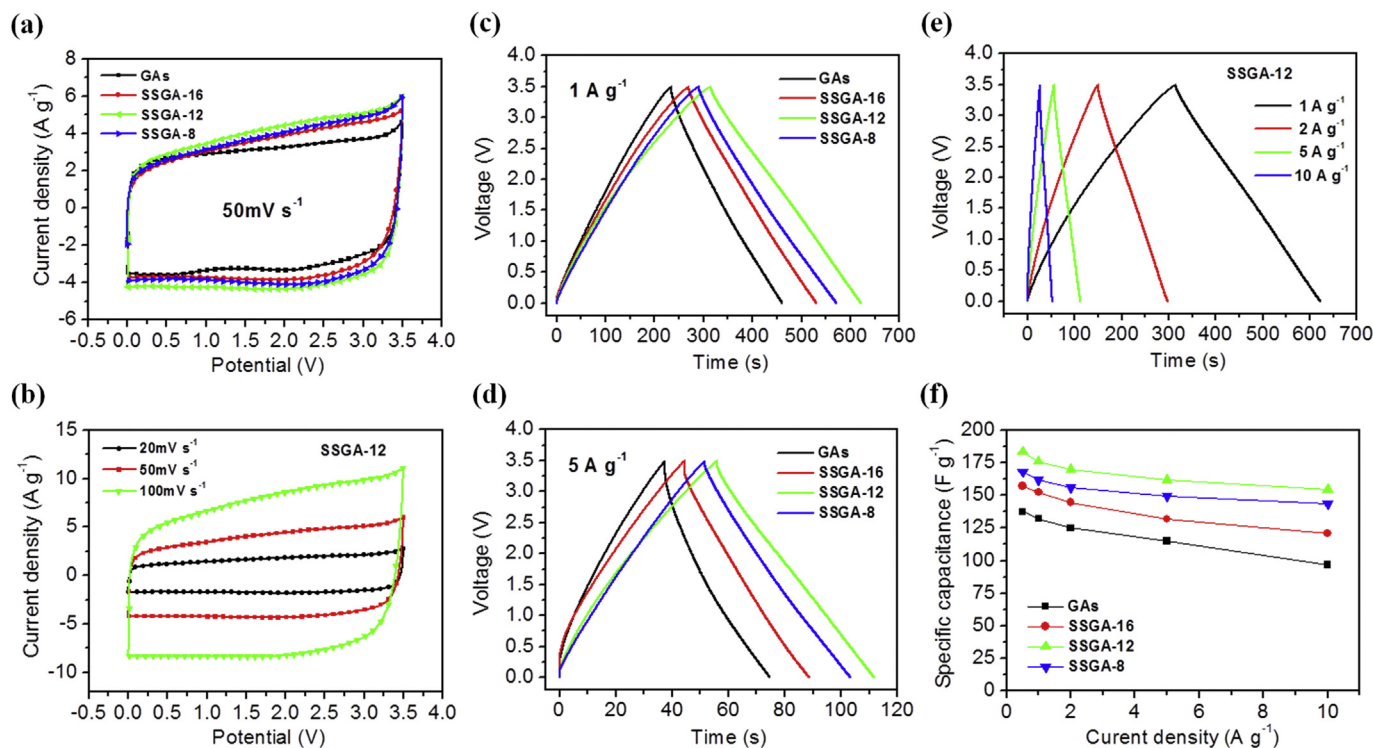 (a)
Current density (A g-1)
6
4
2
0
-2
-4
-6
GAs
SSGA-16
SSGA-12
SSGA-8
50mV s-1
-0.5 0.0 0.5 1.0 1.5 2.0 2.5 3.0 3.5 4.0
Potential (V)
(c)
Voltage (V)
4.0
3.5
3.0
2.5
2.0
1.5
1.0
0.5
0.0
1 A g-1
GAs
SSGA-16
SSGA-12
SSGA-8
0 100 200 300 400 500 600 700
Time (s)
(e)
Voltage (V)
4.0
3.5
3.0
2.5
2.0
1.5
1.0
0.5
0.0
SSGA-12
1 A g-1
2 A g-1
5 A g-1
10 A g-1
0 100 200 300 400 500 600 700
Time (s)
(b)
Current density (A g-1)
15
10
5
0
-5
-10
20mV s-1
50mV s-1
100mV s-1
SSGA-12
-0.5 0.0 0.5 1.0 1.5 2.0 2.5 3.0 3.5 4.0
Potential (V)
(d)
Voltage (V)
4.0
3.5
3.0
2.5
2.0
1.5
1.0
0.5
0.0
5 A g-1
GAs
SSGA-16
SSGA-12
SSGA-8
0 20 40 60 80 100 120
Time (s)
(f)
Specific capacitance (F g-1)
200
175
150
125
100
75
50
25
0
GAs
SSGA-16
SSGA-12
SSGA-8
0 2 4 6 8 10
Curent density (A g-1)